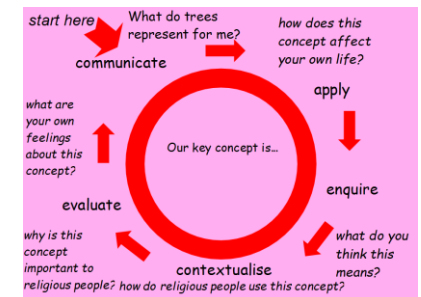 start here
What do trees
represent for me?
communicate
how does this
concept affect
your own life?
apply
enquire
what do you
think this
means?
contextualise
how do religious people use this concept?
why is this
concept
important to
religious people?
evaluate
what are
your own
feelings
about this
concept?
Our key concept is...